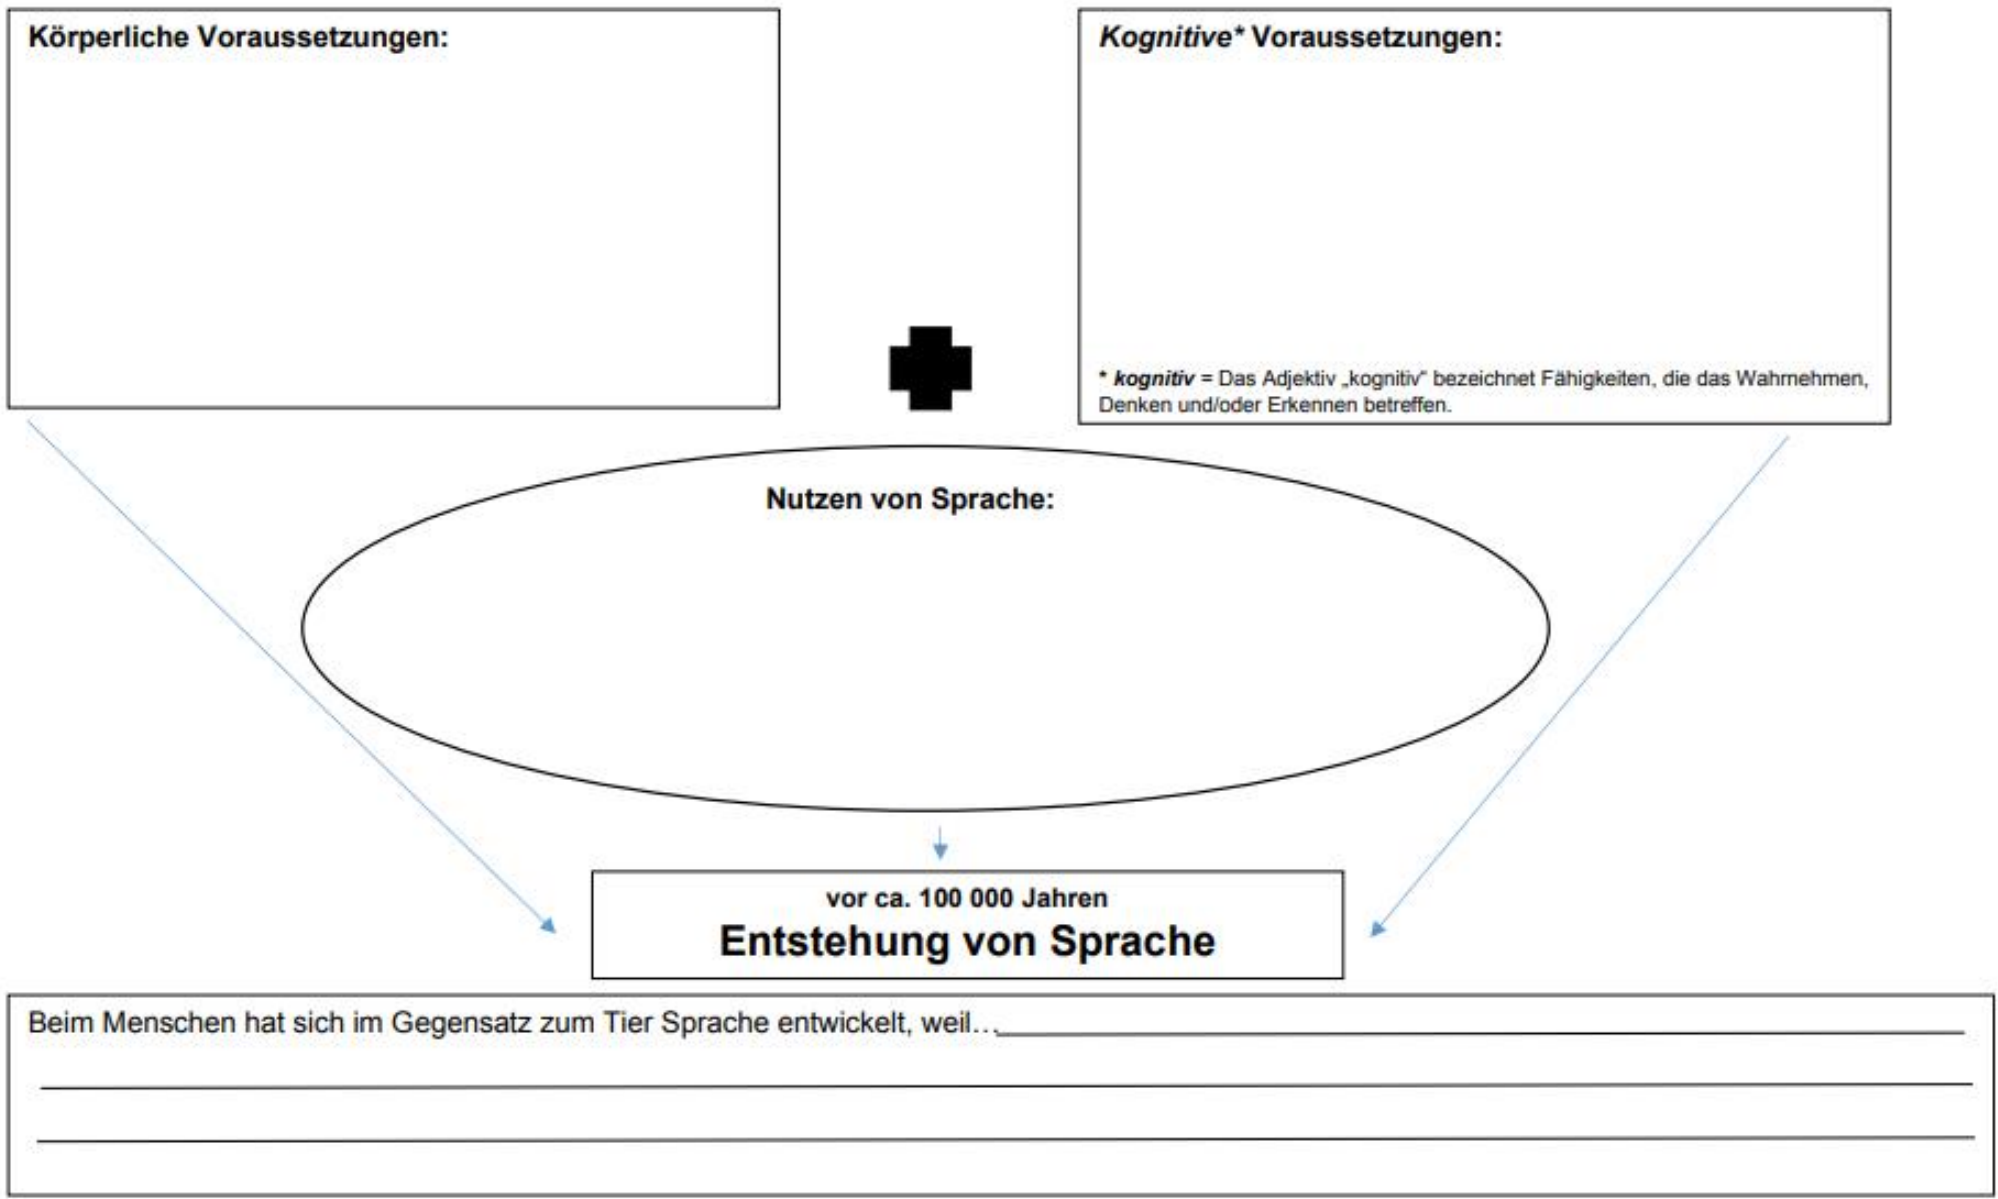 Körperliche Voraussetzungen:
Kognitive* Voraussetzungen:
* kognitiv = Das Adjektiv „kognitiv“ bezeichnet Fähigkeiten, die das Wahrnehmen,
Denken und/oder Erkennen betreffen.
Nutzen von Sprache:
vor ca. 100 000 Jahren
Entstehung von Sprache
Beim Menschen hat sich im Gegensatz zum Tier Sprache entwickelt, weil…